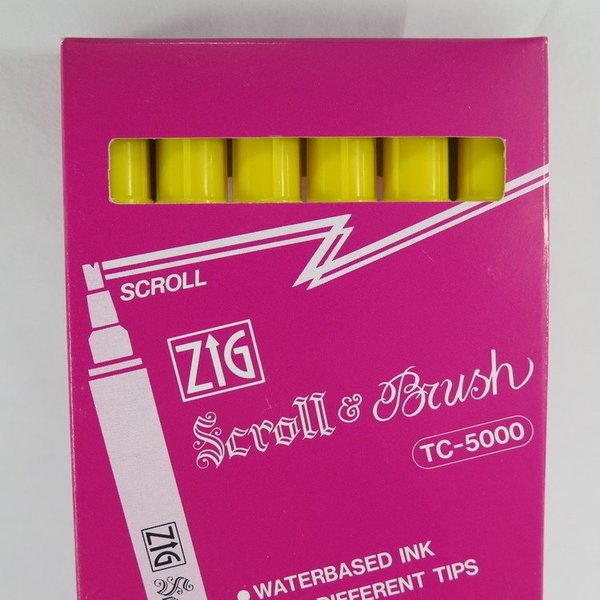 SCROLL
ZIG
Scroll & Brush
TC-5000
ZIG
WATERBASED INK
DIFFERENT TIPS